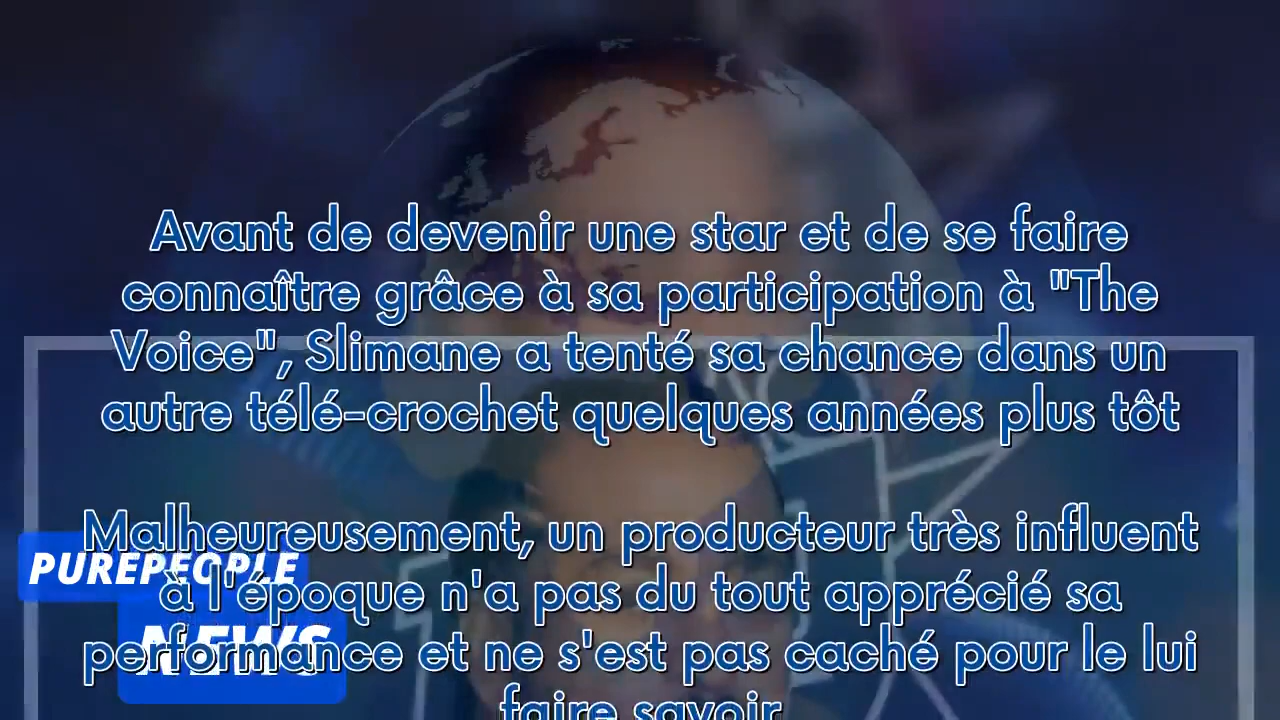 Avant de devenir une star et de se faire
connaître grâce à sa participation à "The
Voice", Slimane a tenté sa chance dans un
autre télé-crochet quelques années plus tôt
Malheureusement, un producteur très influent
PUREPEOPLE
à l'époque n'a pas du tout apprécié sa
NEWS
performance et ne s'est pas caché pour le lui
faire savoir